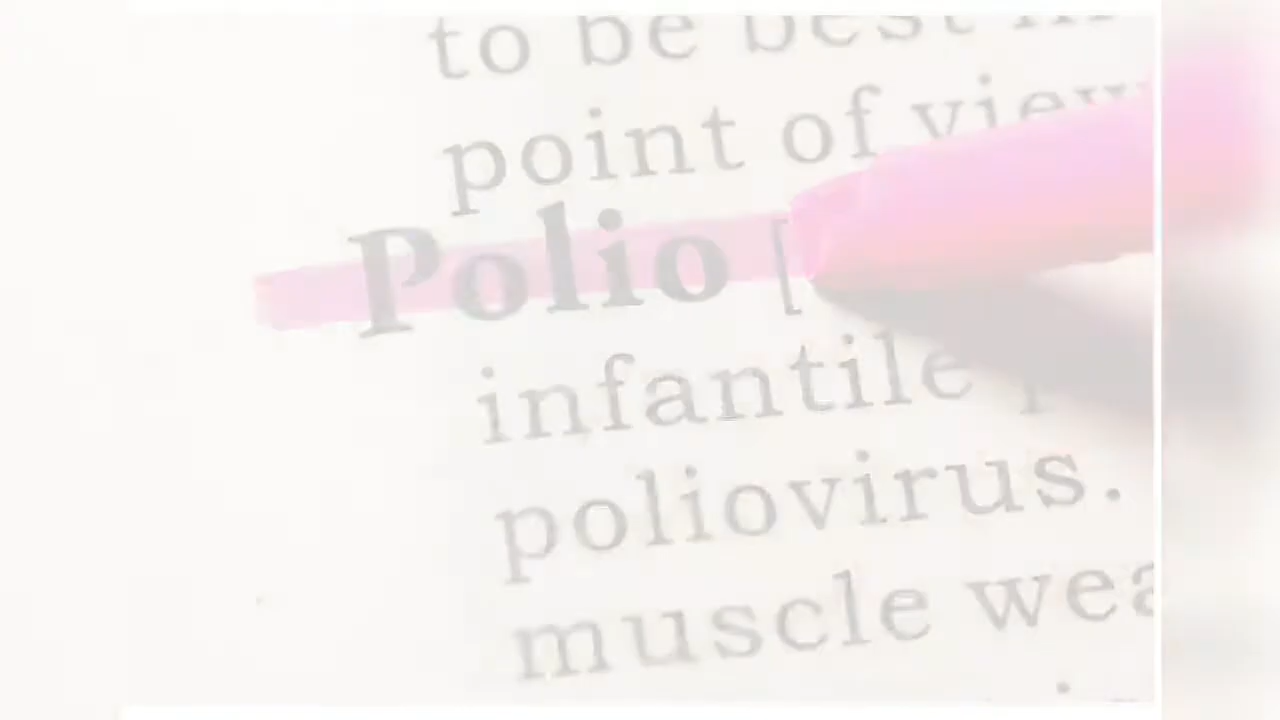 to be best
point of view
Polio [
infantile
poliovirus.
muscle wea